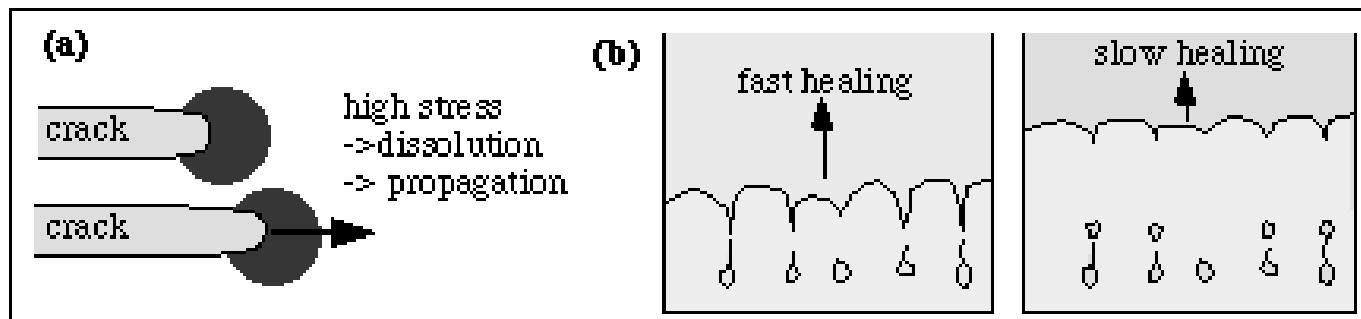 (a)
crack
high stress
->dissolution
-> propagation
crack
(b)
fast healing
slow healing